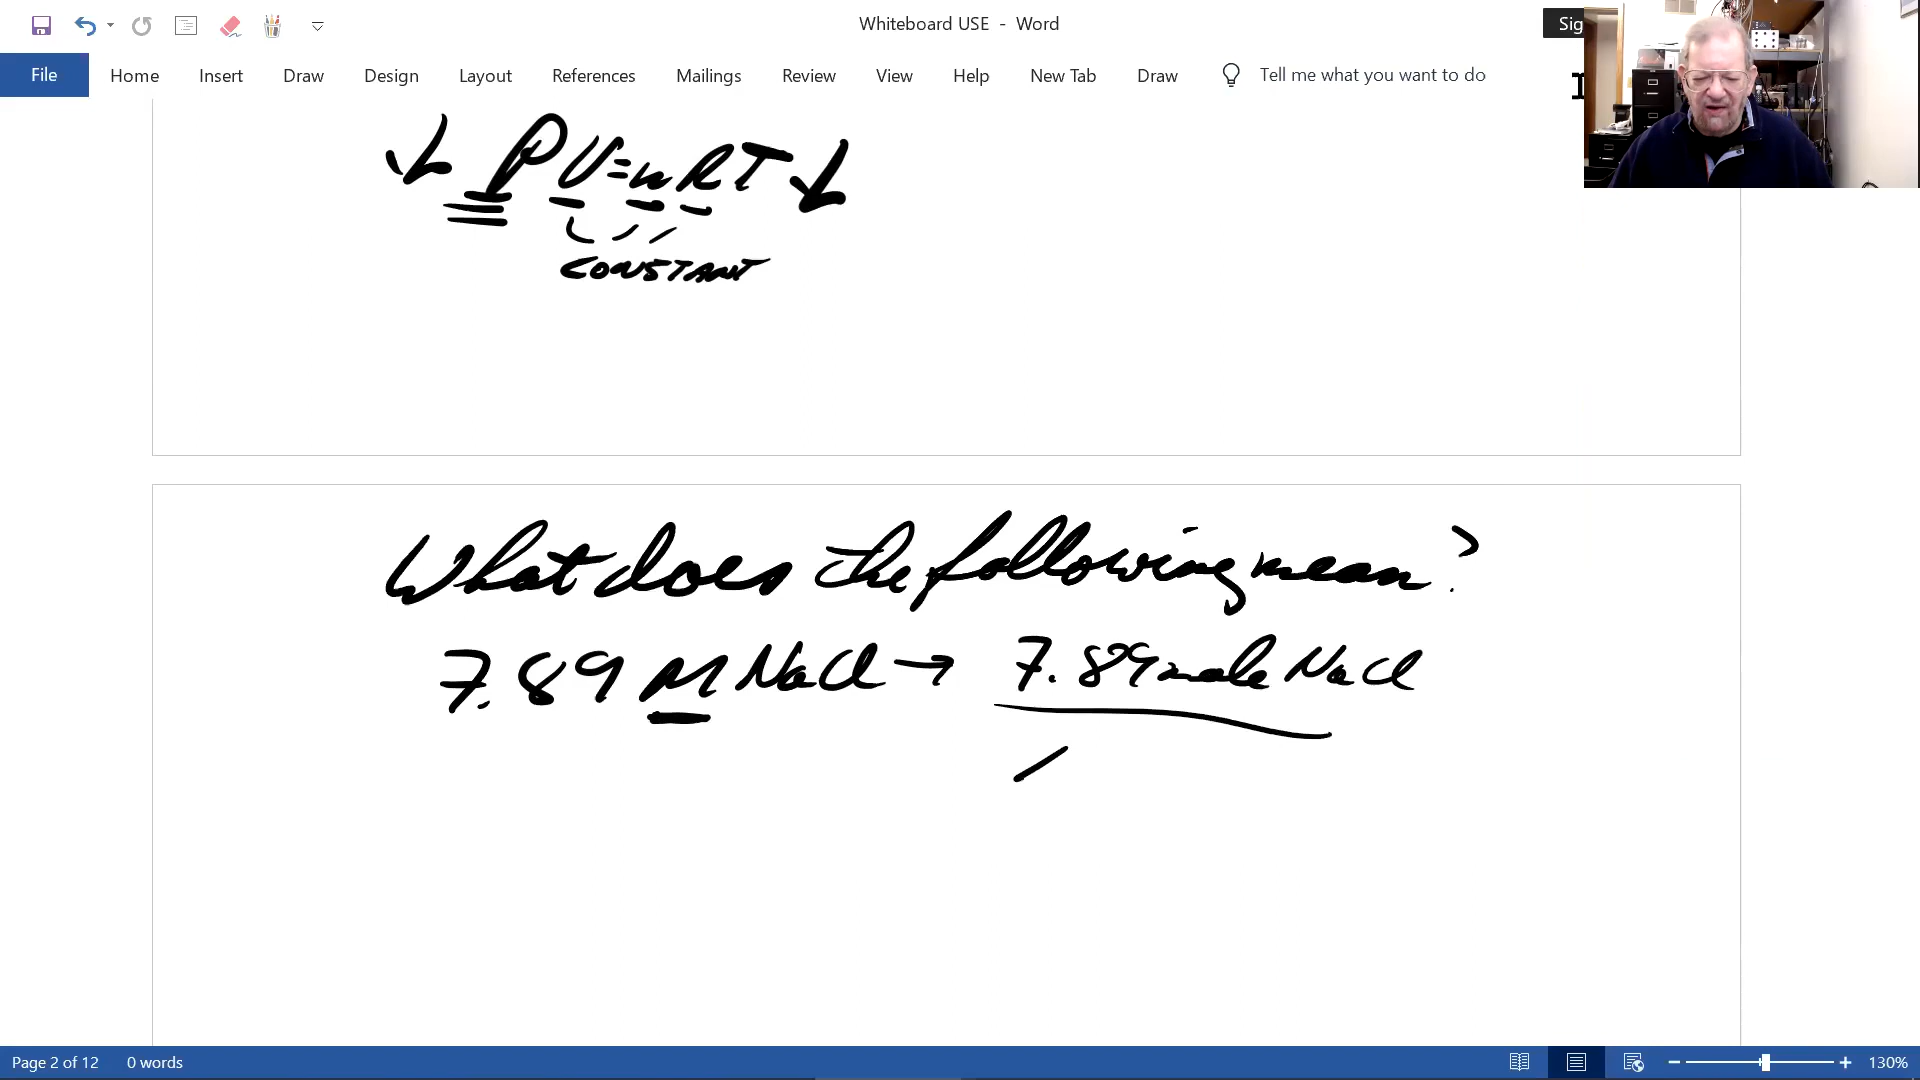 Whiteboard USE - Word
Sig
File Home Insert Draw Design Layout References Mailings Review View Help New Tab Draw Tell me what you want to do
PV=nRT
CONSTANT
What does the following mean?
7.89 M NaCl → 7.89 mole NaCl
Page 2 of 12 0 words
130%